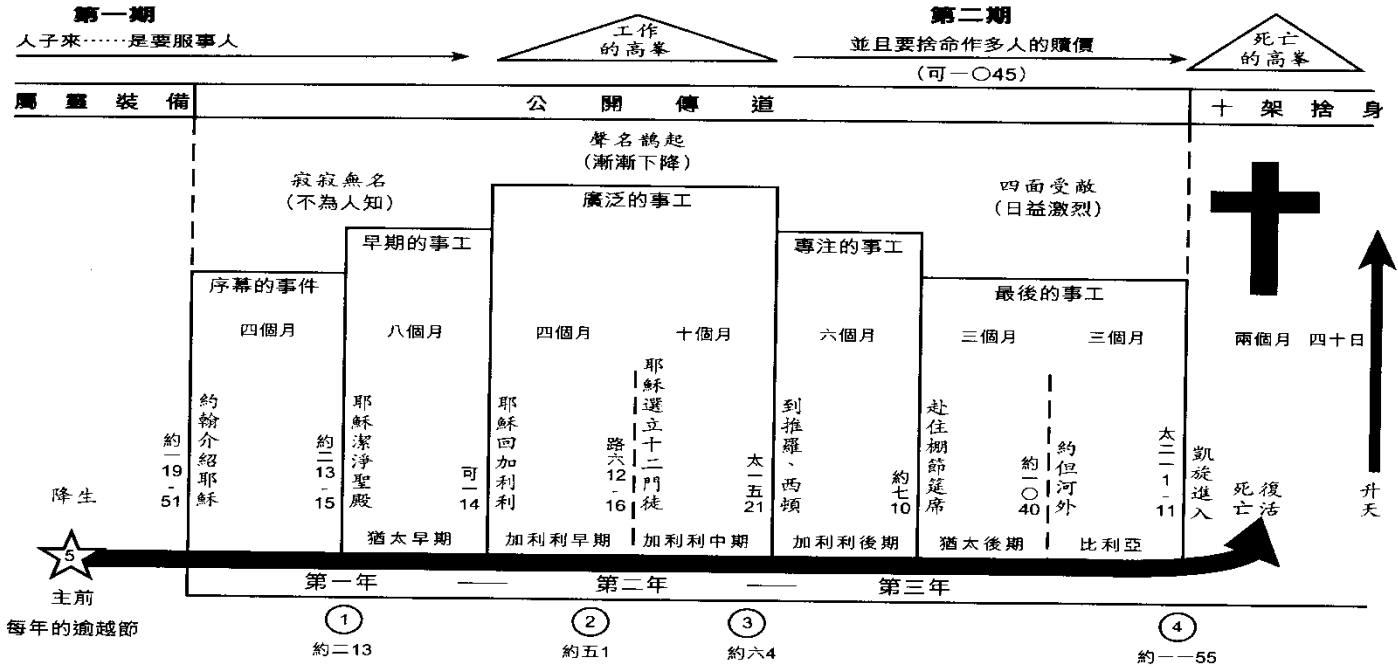 第一期
人子來……是要服事人
工作
的高峯
第二期
並且要捨命作多人的贖價
(可一〇45)
死亡
的高峯
屬靈裝備
公開傳道
十架捨身
聲名鵲起
(漸漸下降)
寂寂無名
(不為人知)
四面受敵
(日益激烈)
廣泛的事工
早期的事工
專注的事工
序幕的事件
最後的事工
四個月
八個月
四個月
十個月
六個月
三個月
三個月
兩個月
四十日
降生
約一19-51
約翰介紹耶穌
約二13-15
耶穌潔淨聖殿
可一14
耶穌回加利利
路六12-16
耶穌選立十二門徒
太一五21
到推羅、西頓
約七10
赴住棚節筵席
約一〇40
約但河外
太二一1-11
凱旋進入
死亡
復活
升天
猶太早期
加利利早期
加利利中期
加利利後期
猶太後期
比利亞
5
主前
第一年 — 第二年 — 第三年
每年的逾越節
1
約二13
2
約五1
3
約六4
4
約一一55